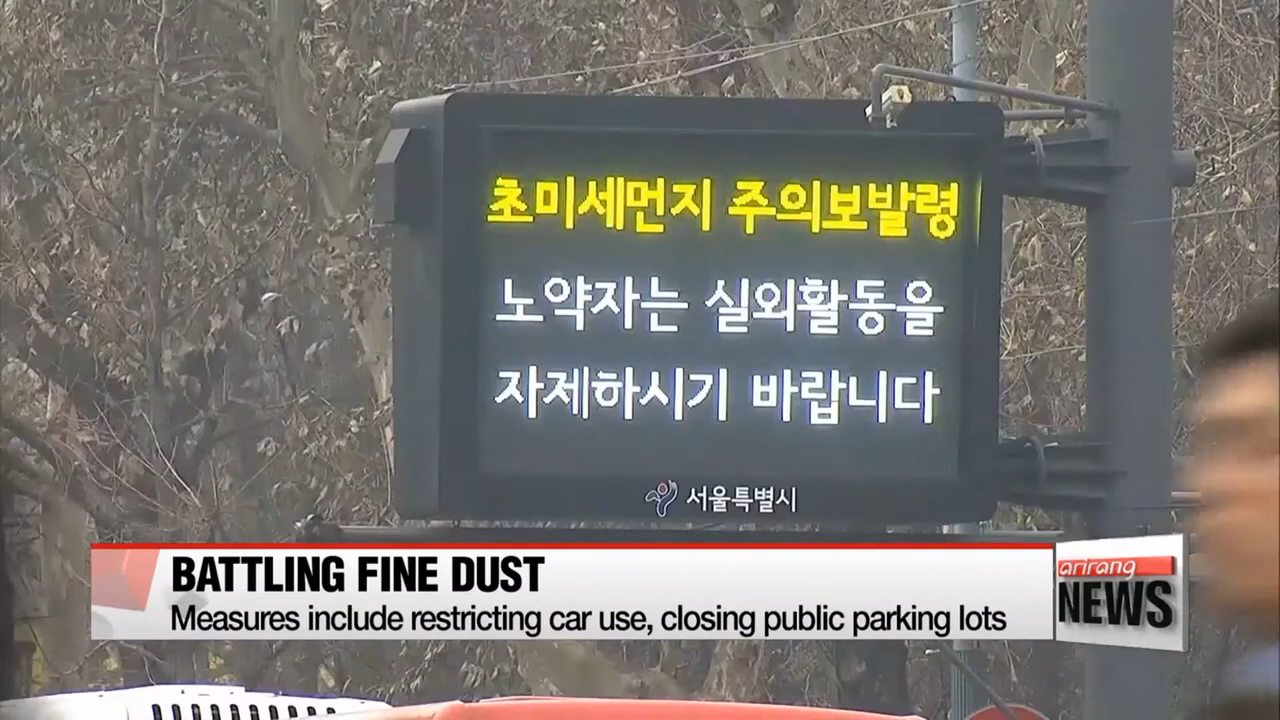 초미세먼지 주의보발령
노약자는 실외활동을
자제하시기 바랍니다
서울특별시
BATTLING FINE DUST
Measures include restricting car use, closing public parking lots
arirang
NEWS